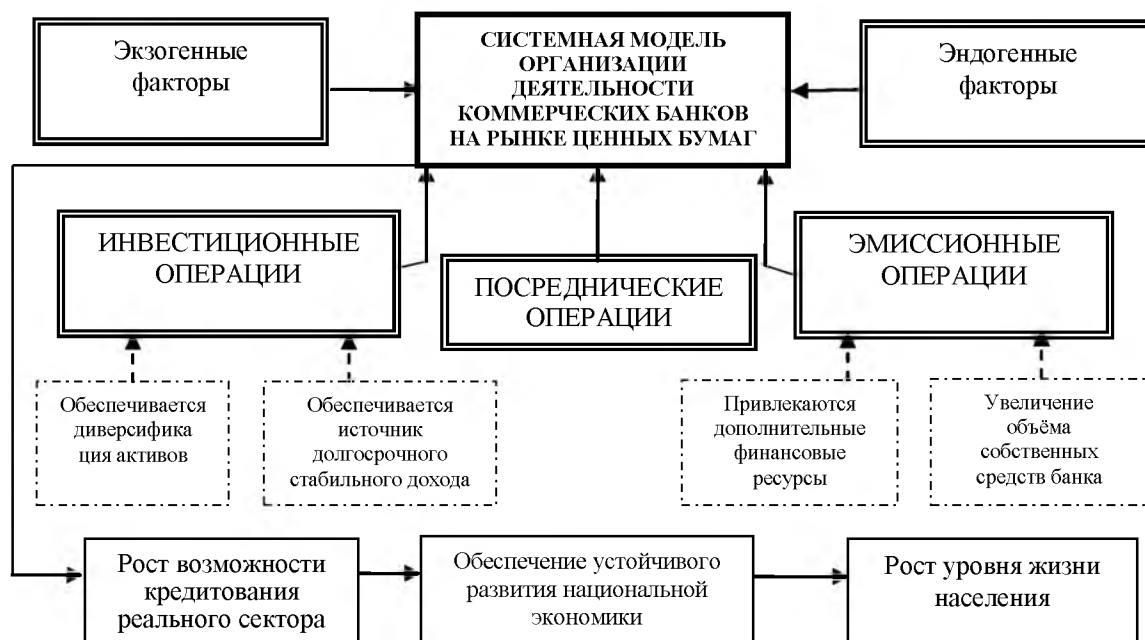 Экзогенные
факторы
СИСТЕМНАЯ МОДЕЛЬ
ОРГАНИЗАЦИИ
ДЕЯТЕЛЬНОСТИ
КОММЕРЧЕСКИХ БАНКОВ
НА РЫНКЕ ЦЕННЫХ БУМАГ
Эндогенные
факторы
ИНВЕСТИЦИОННЫЕ
ОПЕРАЦИИ
ПОСРЕДНИЧЕСКИЕ
ОПЕРАЦИИ
ЭМИССИОННЫЕ
ОПЕРАЦИИ
Обеспечивается
диверсифика
ция активов
Обеспечивается
источник
долгосрочного
стабильного дохода
Привлекаются
дополнительные
финансовые
ресурсы
Увеличение
объёма
собственных
средств банка
Рост возможности
кредитования
реального сектора
Обеспечение устойчивого
развития национальной
экономики
Рост уровня жизни
населения